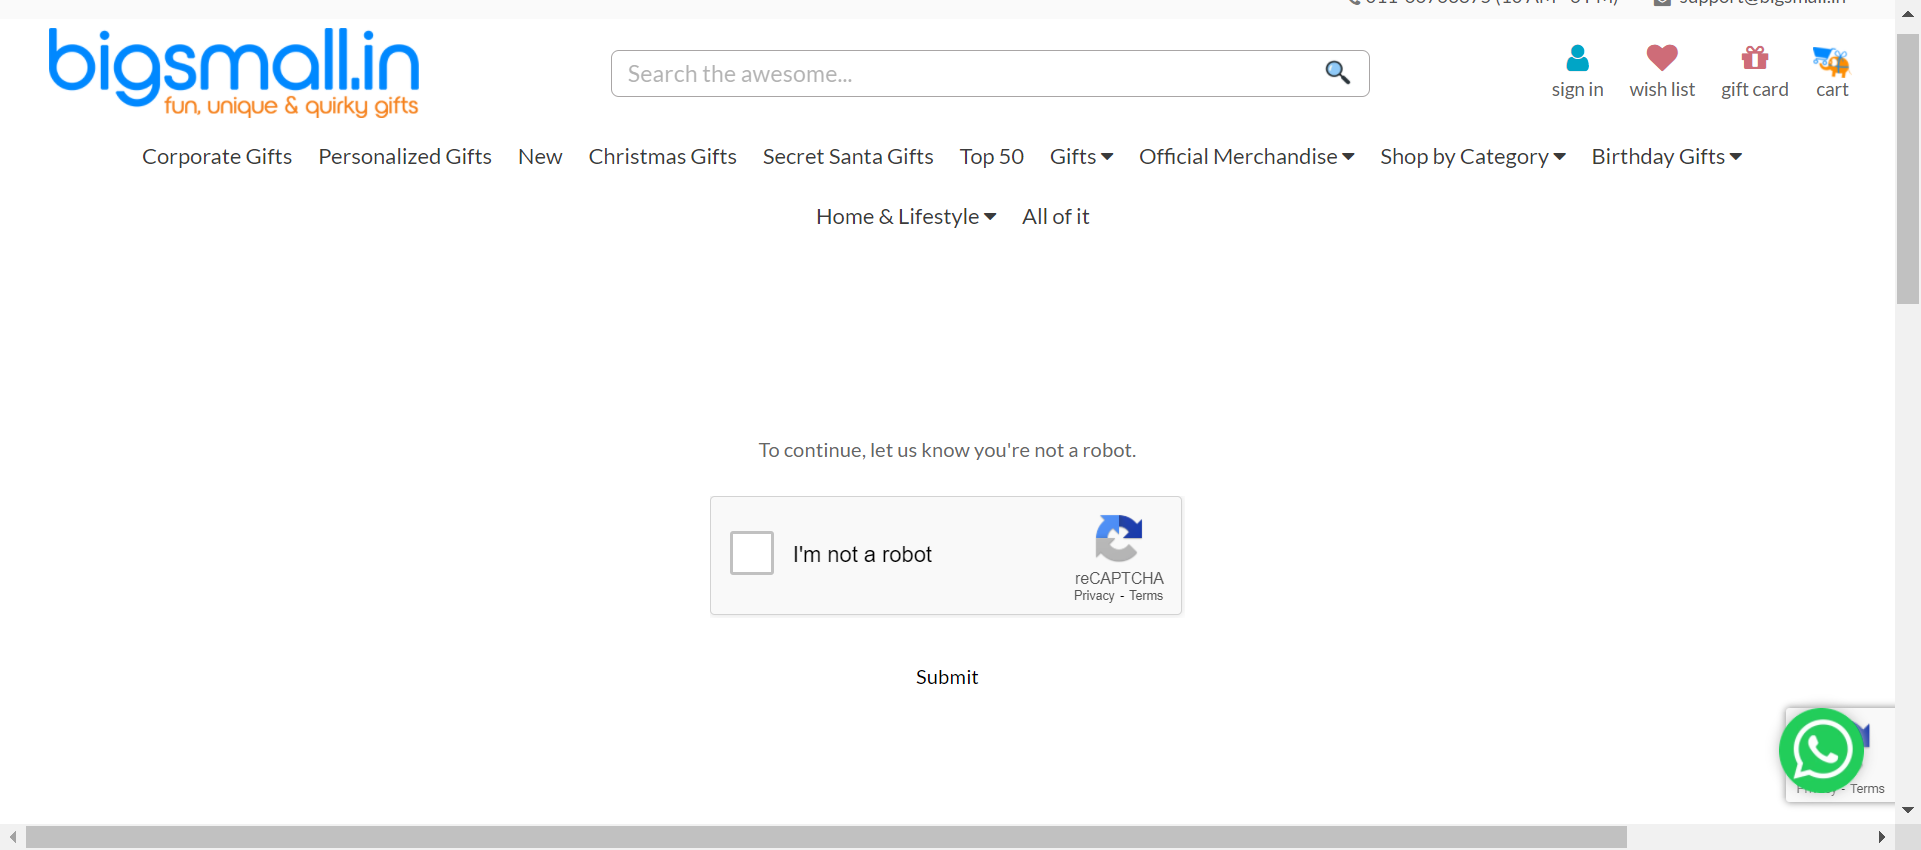 bigsmall.in
fun, unique & quirky gifts
Search the awesome...
sign in
wish list
gift card
cart
Corporate Gifts
Personalized Gifts
New
Christmas Gifts
Secret Santa Gifts
Top 50
Gifts
Official Merchandise
Shop by Category
Birthday Gifts
Home & Lifestyle
All of it
To continue, let us know you're not a robot.
I'm not a robot
reCAPTCHA
Privacy - Terms
Submit
- Terms